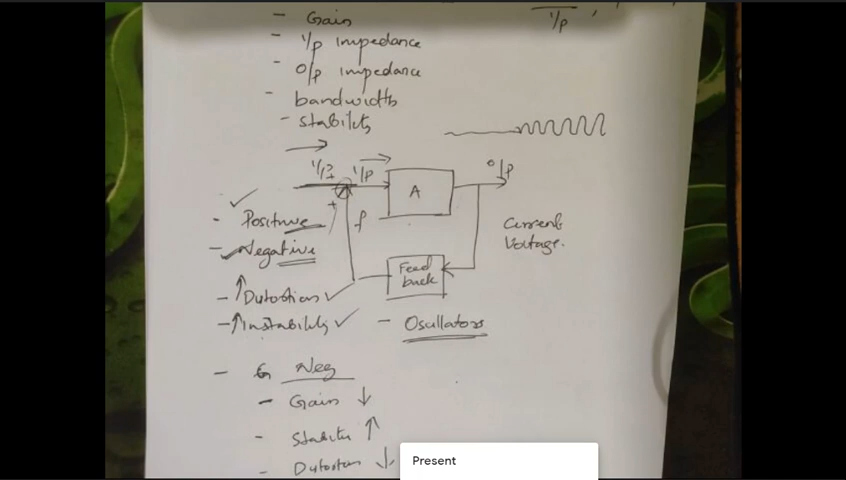 I/P
- Gain
- I/p impedance
- O/p impedance
- bandwidth
- stability
I/P I/P O/P
+
A
+
f
- Positive
- Negative
Current
Voltage.
Feed
back
- ↑ Distortion ✓
- ↑ Instability ✓ - Oscillators
- Neg
- Gain ↓
- Stability ↑
- Distortion ↓
Present